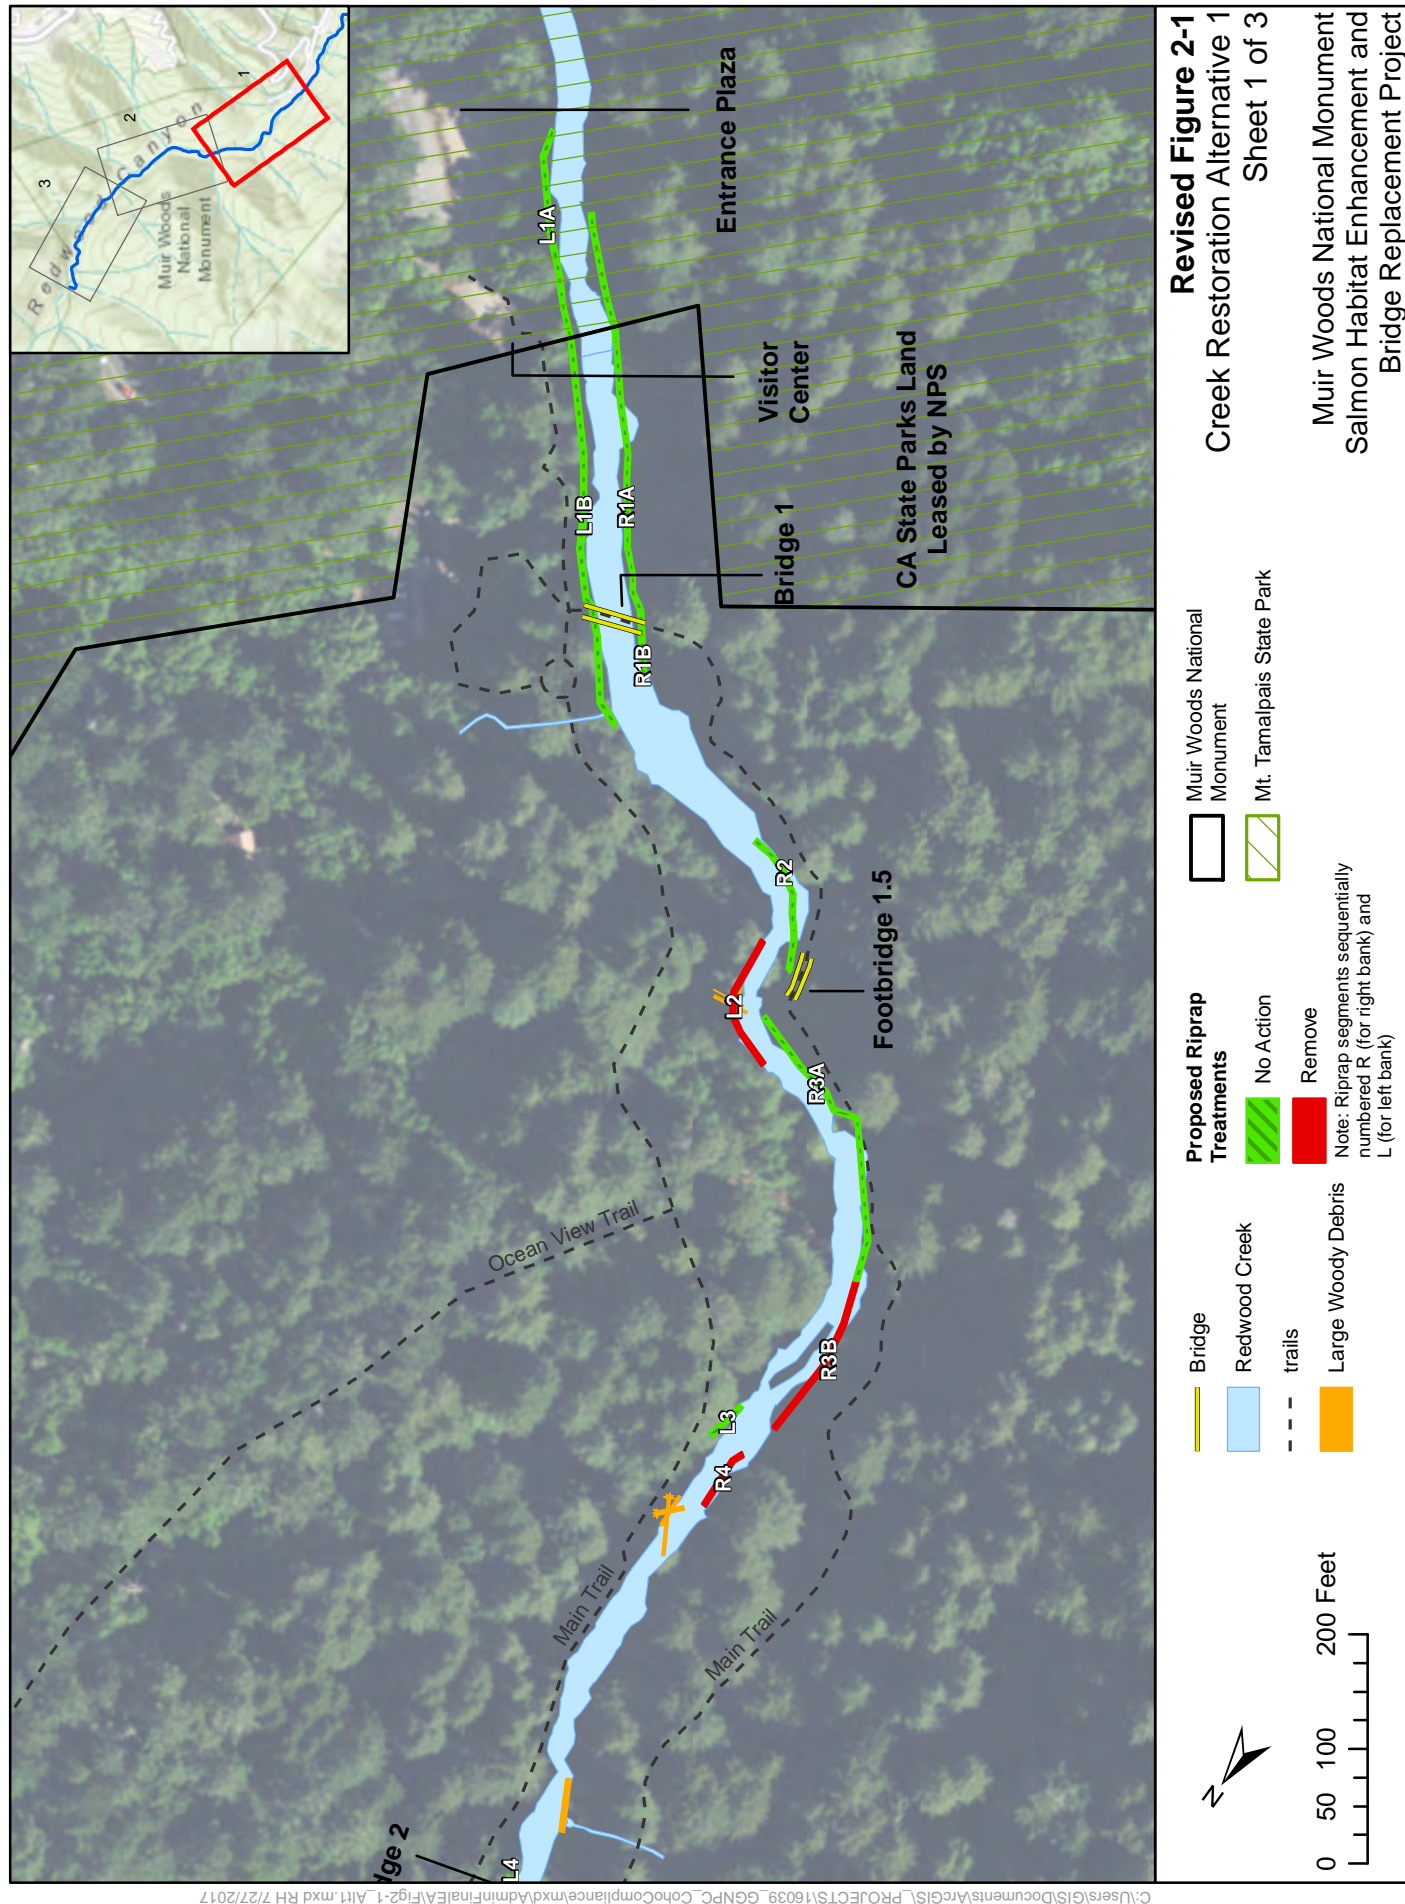 3
2
1
Redwood Canyon
Muir Woods
National
Monument
Entrance Plaza
Visitor
Center
CA State Parks Land
Leased by NPS
Bridge 1
Footbridge 1.5
Ocean View Trail
Main Trail
Main Trail
dge 2
L1A
L1B
R1A
R1B
R2
L2
R3A
R3B
L3
R4
L4
Revised Figure 2-1
Creek Restoration Alternative 1
Sheet 1 of 3
Muir Woods National Monument
Salmon Habitat Enhancement and
Bridge Replacement Project
N
0 50 100 200 Feet
Bridge
Redwood Creek
trails
Large Woody Debris
Proposed Riprap
Treatments
No Action
Remove
Note: Riprap segments sequentially
numbered R (for right bank) and
L (for left bank)
Muir Woods National
Monument
Mt. Tamalpais State Park
C:\Users\GIS\Documents\ArcGIS\_PROJECTS\16039_GGNPC_CohoCompliance\mxd\AdminFinalEA\Fig2-1_Alt1.mxd RH 7/27/2017